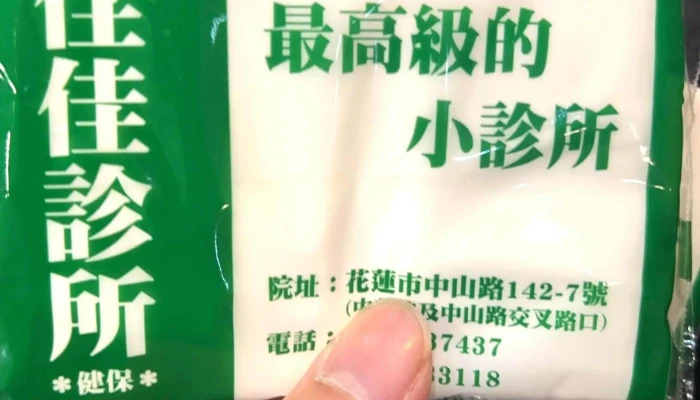 佳佳診所
*健保*
最高級的
小診所
院址：花蓮市中山路142-7號
及中山路交叉路口)
電話：37437
3118